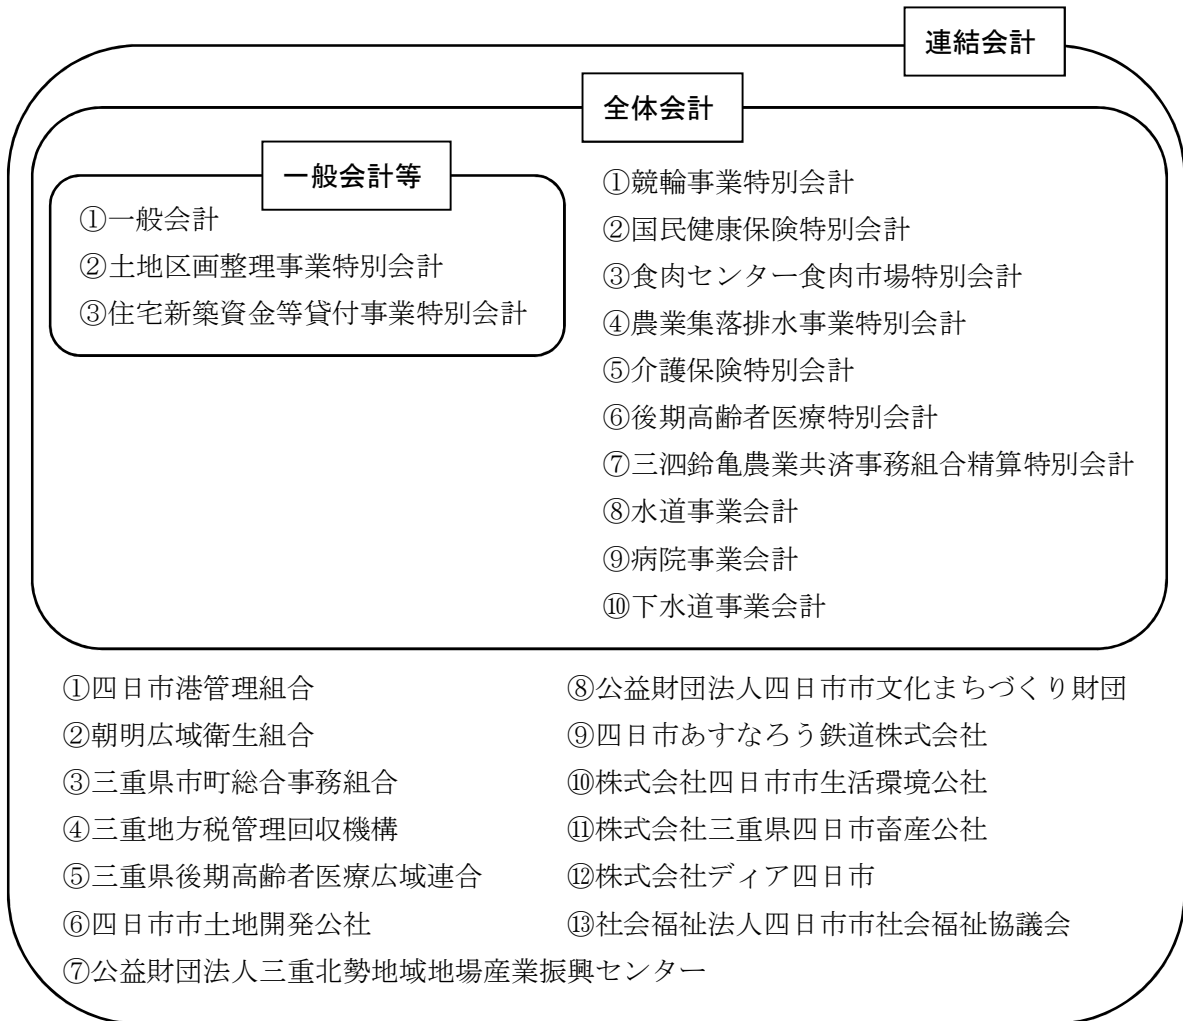 連結会計
全体会計
一般会計等
①一般会計
②土地区画整理事業特別会計
③住宅新築資金等貸付事業特別会計
①競輪事業特別会計
②国民健康保険特別会計
③食肉センター食肉市場特別会計
④農業集落排水事業特別会計
⑤介護保険特別会計
⑥後期高齢者医療特別会計
⑦三泗鈴亀農業共済事務組合精算特別会計
⑧水道事業会計
⑨病院事業会計
⑩下水道事業会計
①四日市港管理組合
②朝明広域衛生組合
③三重県市町総合事務組合
④三重地方税管理回収機構
⑤三重県後期高齢者医療広域連合
⑥四日市市土地開発公社
⑦公益財団法人三重北勢地域地場産業振興センター
⑧公益財団法人四日市市文化まちづくり財団
⑨四日市あすなろう鉄道株式会社
⑩株式会社四日市市生活環境公社
⑪株式会社三重県四日市畜産公社
⑫株式会社ディア四日市
⑬社会福祉法人四日市市社会福祉協議会